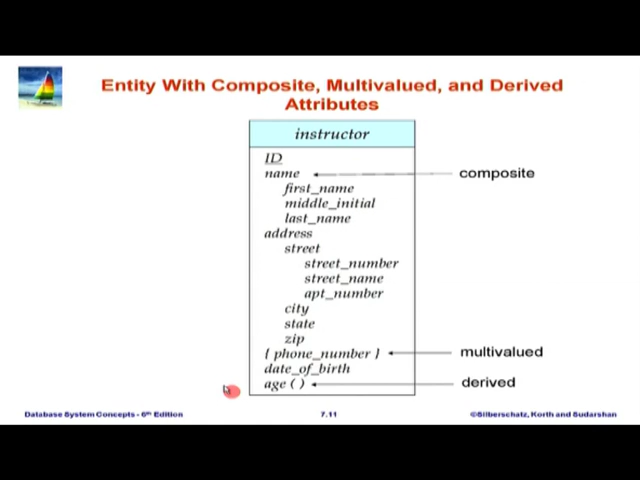 Entity With Composite, Multivalued, and Derived
Attributes
instructor
ID
name
composite
first_name
middle_initial
last_name
address
street
street_number
street_name
apt_number
city
state
zip
{ phone_number }
multivalued
date_of_birth
age ( )
derived
Database System Concepts - 6th Edition
7.11
©Silberschatz, Korth and Sudarshan